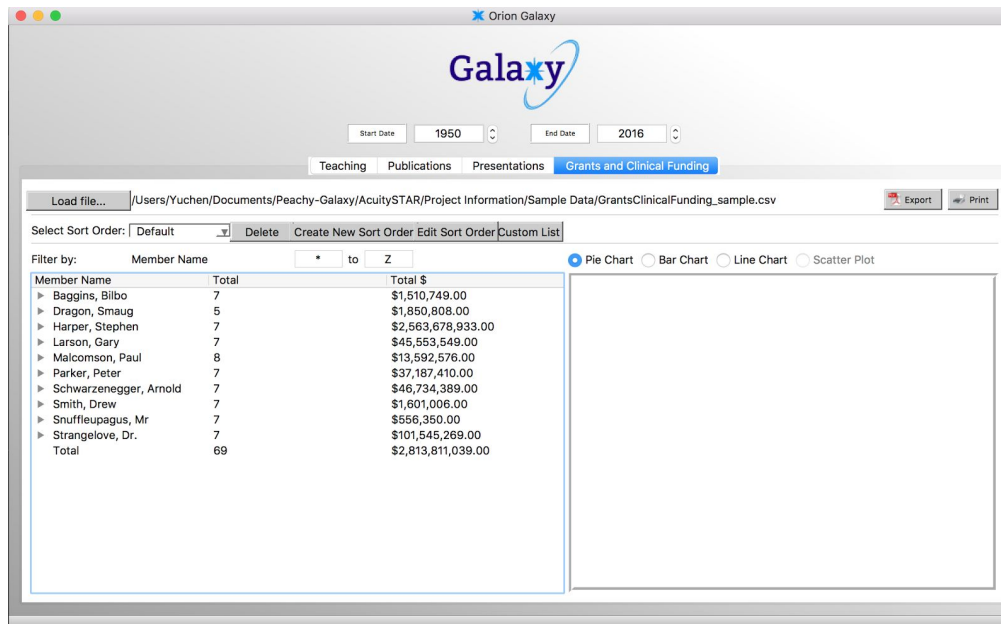 Orion Galaxy
Galaxy
Start Date 1950 End Date 2016
Teaching Publications Presentations Grants and Clinical Funding
Load file... /Users/Yuchen/Documents/Peachy-Galaxy/AcuitySTAR/Project Information/Sample Data/GrantsClinicalFunding_sample.csv Export Print
Select Sort Order: Default Delete Create New Sort Order Edit Sort Order Custom List
Filter by: Member Name * to Z Pie Chart Bar Chart Line Chart Scatter Plot
Member Name Total Total $
Baggins, Bilbo 7 $1,510,749.00
Dragon, Smaug 5 $1,850,808.00
Harper, Stephen 7 $2,563,678,933.00
Larson, Gary 7 $45,553,549.00
Malcomson, Paul 8 $13,592,576.00
Parker, Peter 7 $37,187,410.00
Schwarzenegger, Arnold 7 $46,734,389.00
Smith, Drew 7 $1,601,006.00
Snuffleupagus, Mr 7 $556,350.00
Strangelove, Dr. 7 $101,545,269.00
Total 69 $2,813,811,039.00